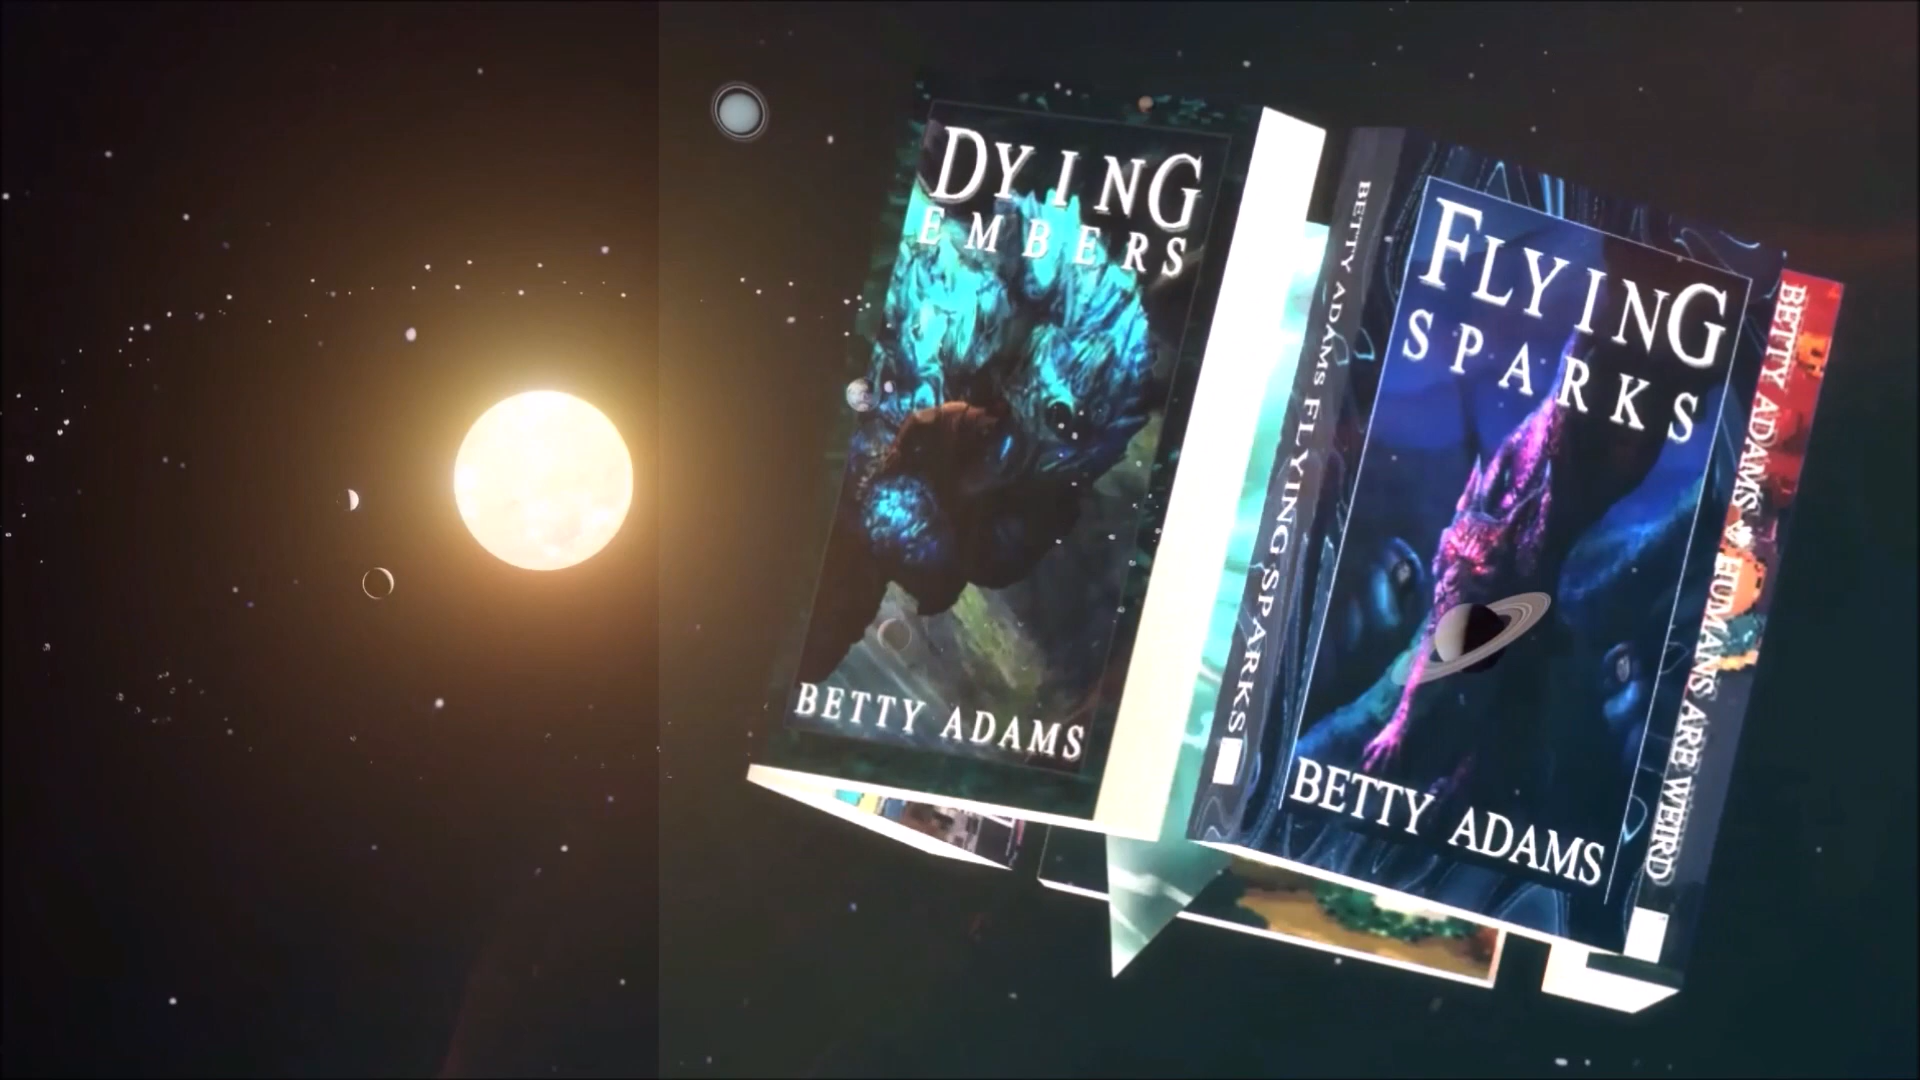 DYING
EMBERS
BETTY ADAMS
BETTY ADAMS FLYING SPARKS
FLYING
SPARKS
BETTY ADAMS
BETTY ADAMS HUMANS ARE WEIRD